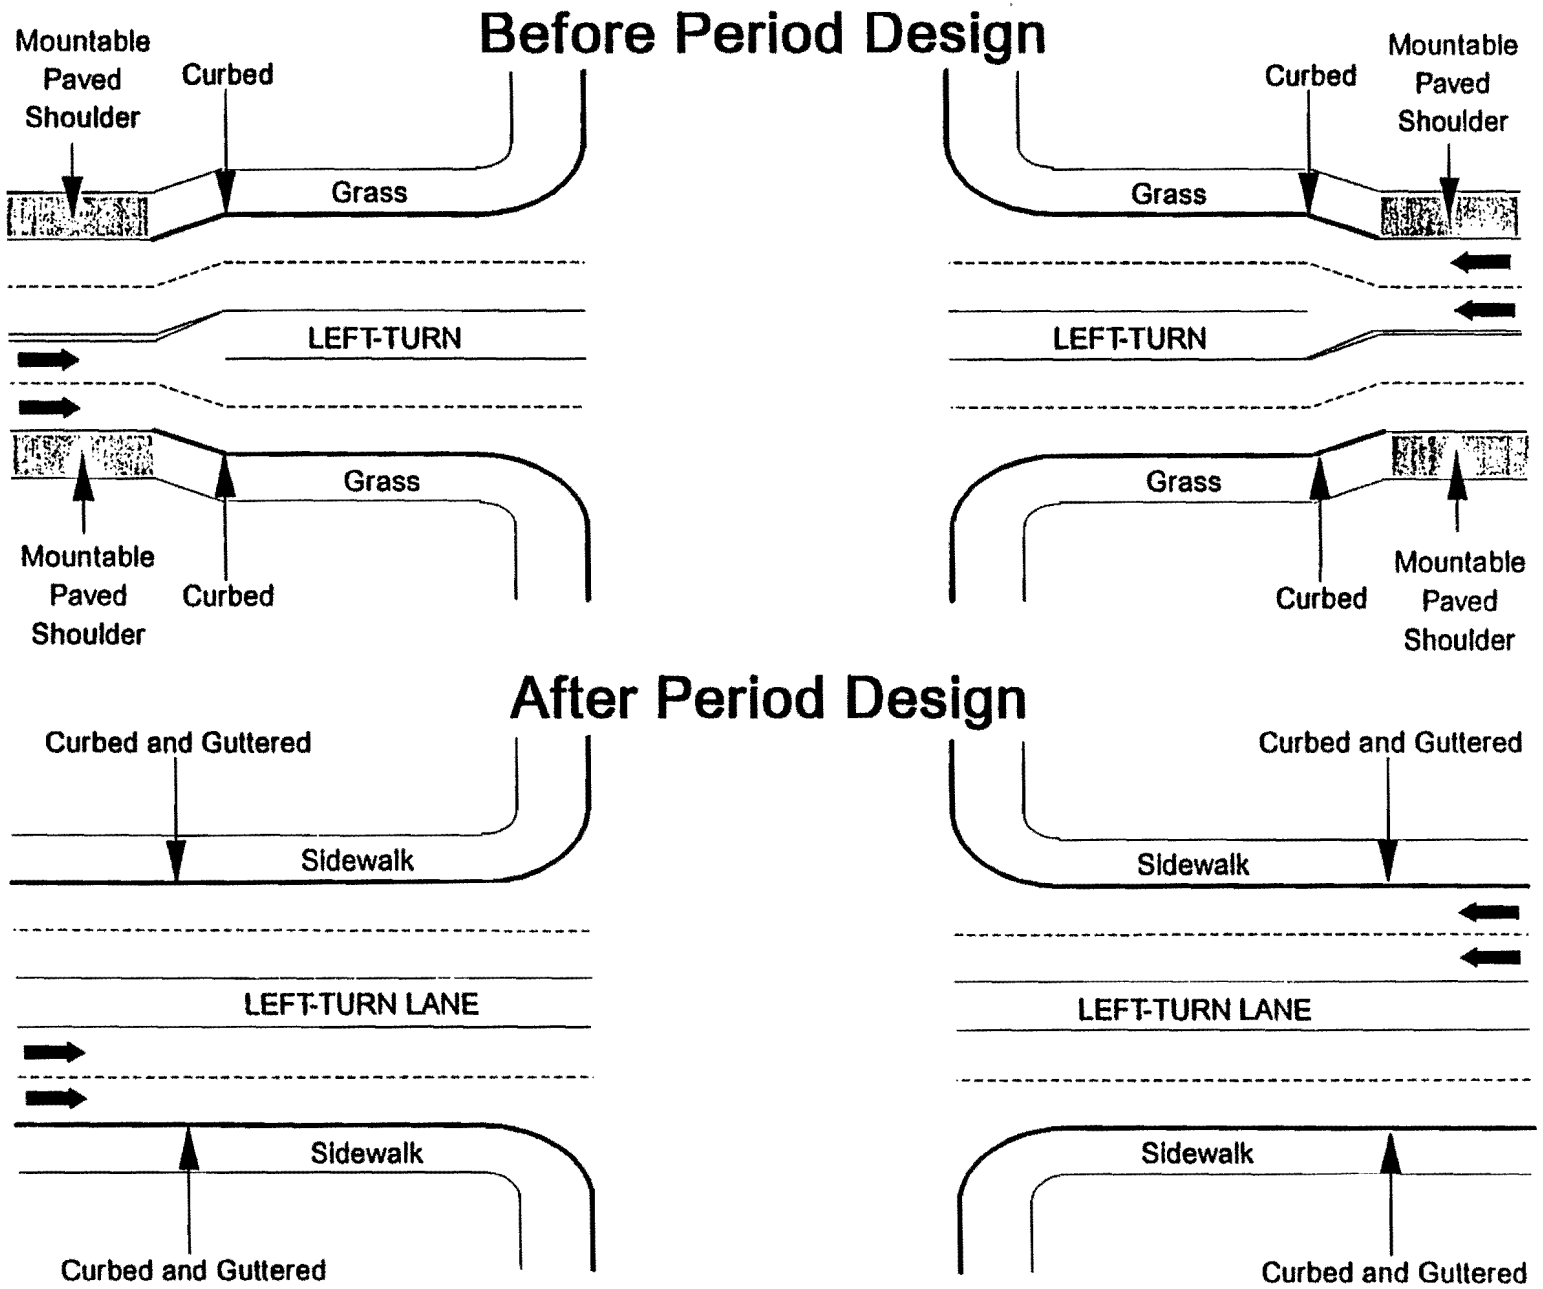 Before Period Design
Mountable
Paved
Shoulder
Curbed
Curbed
Mountable
Paved
Shoulder
Grass
Grass
LEFT-TURN
LEFT-TURN
Grass
Grass
Mountable
Paved
Shoulder
Curbed
Curbed
Mountable
Paved
Shoulder
After Period Design
Curbed and Guttered
Curbed and Guttered
Sidewalk
Sidewalk
LEFT-TURN LANE
LEFT-TURN LANE
Sidewalk
Sidewalk
Curbed and Guttered
Curbed and Guttered